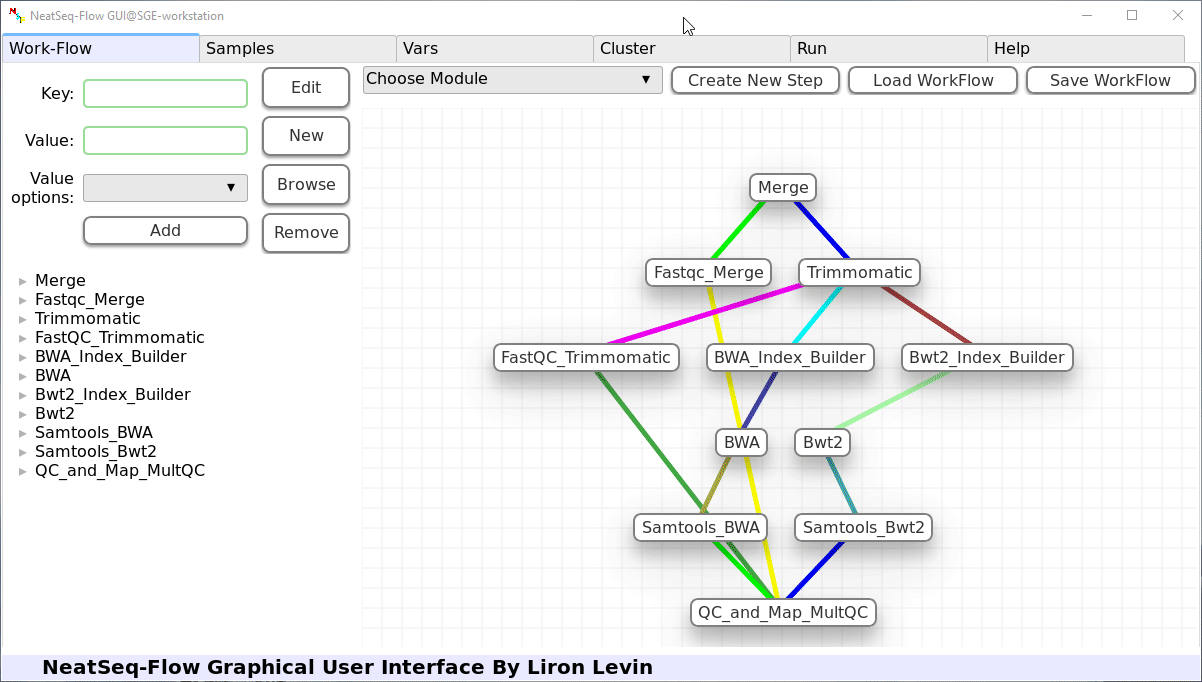 NeatSeq-Flow GUI@SGE-workstation
Work-Flow Samples Vars Cluster Run Help
Key: Edit
Choose Module Create New Step Load WorkFlow Save WorkFlow
Value: New
Value options: Browse
Add Remove
Merge
Fastqc_Merge
Trimmomatic
FastQC_Trimmomatic
BWA_Index_Builder
BWA
Bwt2_Index_Builder
Bwt2
Samtools_BWA
Samtools_Bwt2
QC_and_Map_MultQC
Merge
Fastqc_Merge Trimmomatic
FastQC_Trimmomatic BWA_Index_Builder Bwt2_Index_Builder
BWA Bwt2
Samtools_BWA Samtools_Bwt2
QC_and_Map_MultQC
NeatSeq-Flow Graphical User Interface By Liron Levin